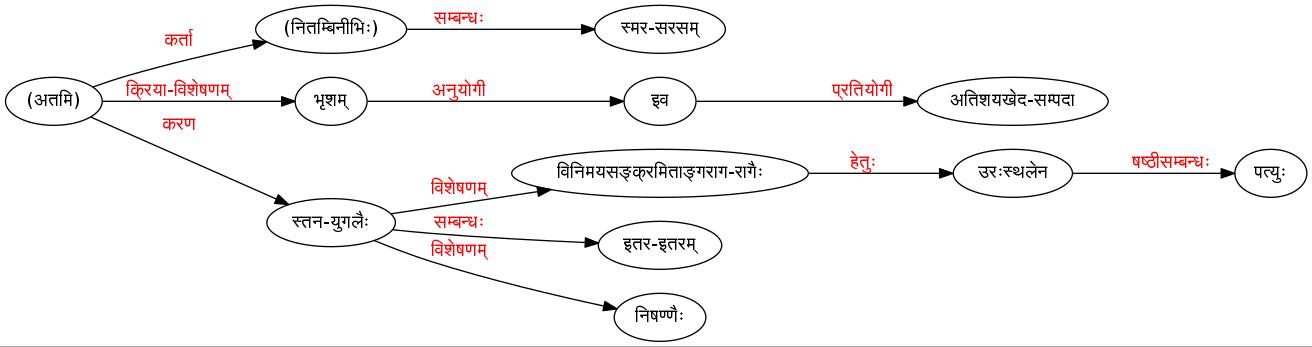 सम्बन्धः
(नितम्बिनीभिः) स्मर-सरसम्
कर्ता
क्रिया-विशेषणम् अनुयोगी प्रतियोगी
(अतमि) भृशम् इव अतिशयखेद-सम्पदा
करण
हेतुः षष्ठीसम्बन्धः
विनिमयसङ्क्रमिताङ्गराग-रागैः उरःस्थलेन पत्युः
विशेषणम्
स्तन-युगलैः सम्बन्धः
इतर-इतरम्
विशेषणम्
निषण्णैः